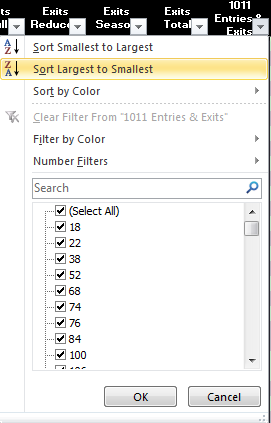 Exits Reduce
Exits Seaso
Exits Total
1011 Entries & Exits
Sort Smallest to Largest
Sort Largest to Smallest
Sort by Color
Clear Filter From "1011 Entries & Exits"
Filter by Color
Number Filters
Search
(Select All)
18
22
38
52
68
74
76
84
100
OK
Cancel